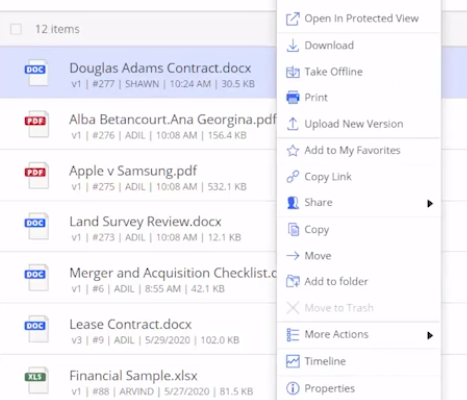 12 items
DOC
Douglas Adams Contract.docx
v1 | #277 | SHAWN | 10:24 AM | 30.5 KB
PDF
Alba Betancourt.Ana Georgina.pdf
v1 | #276 | ADIL | 10:08 AM | 156.4 KB
PDF
Apple v Samsung.pdf
v1 | #275 | ADIL | 10:08 AM | 532.1 KB
DOC
Land Survey Review.docx
v1 | #273 | ADIL | 10:08 AM | 12.1 KB
DOC
Merger and Acquisition Checklist.c
v1 | #6 | ADIL | 8:55 AM | 42.1 KB
DOC
Lease Contract.docx
v3 | #9 | ADIL | 5/29/2020 | 102.0 KB
XLS
Financial Sample.xlsx
v1 | #88 | ARVIND | 5/27/2020 | 81.5 KB
Open In Protected View
Download
Take Offline
Print
Upload New Version
Add to My Favorites
Copy Link
Share
Copy
Move
Add to folder
Move to Trash
More Actions
Timeline
Properties